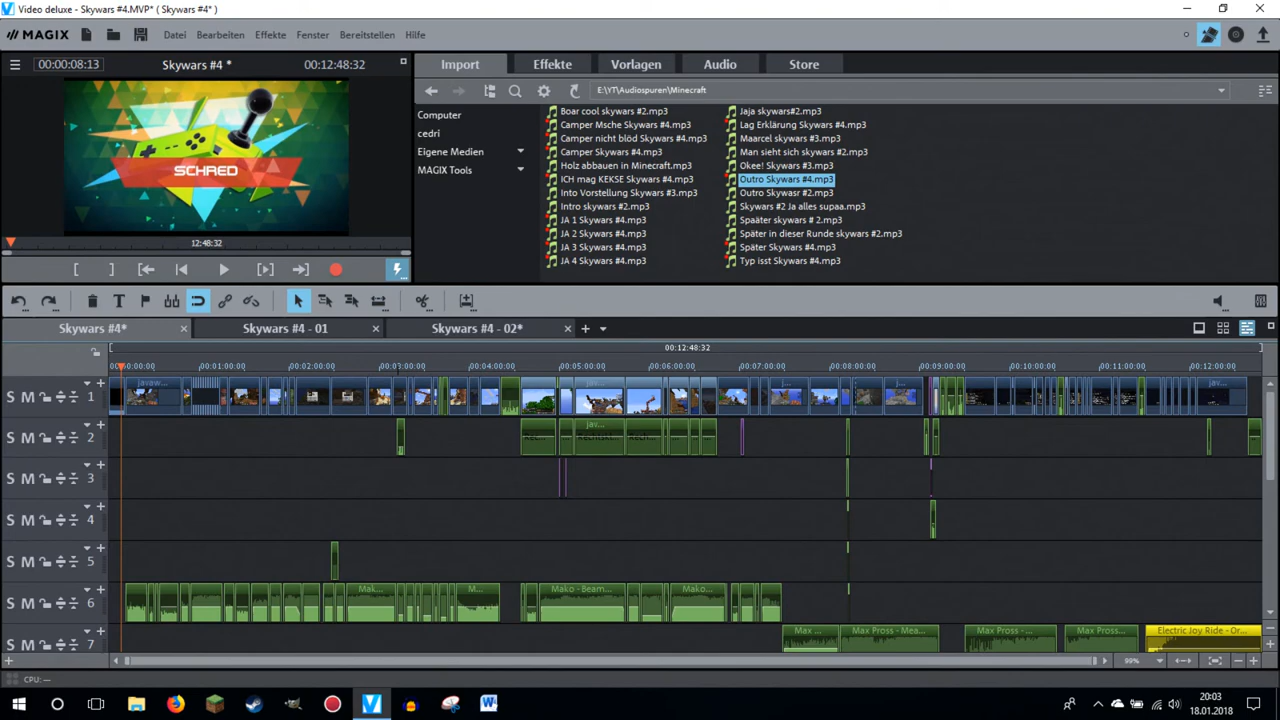 Video deluxe - Skywars #4.MVP* ( Skywars #4* )
MAGIX Datei Bearbeiten Effekte Fenster Bereitstellen Hilfe
00:00:08:13 Skywars #4 * 00:12:48:32
Import Effekte Vorlagen Audio Store
E:\YT\Audiospuren\Minecraft
Computer
cedri
Eigene Medien
MAGIX Tools
Boar cool skywars #2.mp3
Camper Msche Skywars #4.mp3
Camper nicht blöd Skywars #4.mp3
Camper Skywars #4.mp3
Holz abbauen in Minecraft.mp3
ICH mag KEKSE Skywars #4.mp3
Into Vorstellung Skywars #3.mp3
Intro skywars #2.mp3
JA 1 Skywars #4.mp3
JA 2 Skywars #4.mp3
JA 3 Skywars #4.mp3
JA 4 Skywars #4.mp3
Jaja skywars#2.mp3
Lag Erklärung Skywars #4.mp3
Maarcel skywars #3.mp3
Man sieht sich skywars #2.mp3
Okee! Skywars #3.mp3
Outro Skywars #4.mp3
Outro Skywasr #2.mp3
Skywars #2 Ja alles supaa.mp3
Spaäter skywars # 2.mp3
Später in dieser Runde skywars #2.mp3
Später Skywars #4.mp3
Typ isst Skywars #4.mp3
SCHRED
12:48:32
Skywars #4* Skywars #4 - 01 Skywars #4 - 02*
00:12:48:32
00:00:00:00 00:01:00:00 00:02:00:00 00:03:00:00 00:04:00:00 00:05:00:00 00:06:00:00 00:07:00:00 00:08:00:00 00:09:00:00 00:10:00:00 00:11:00:00 00:12:00:00
S M 1 javaw... jav... j... j... jav...
S M 2 Rec... jav... Rech...
S M 3
S M 4
S M 5
S M 6 Mak... M... Mako - Beam... Mako...
S M 7 Max ... Max Pross - Mea... Max Pross - ... Max Pross... Electric Joy Ride - Or...
99%
CPU: —
20:03
18.01.2018